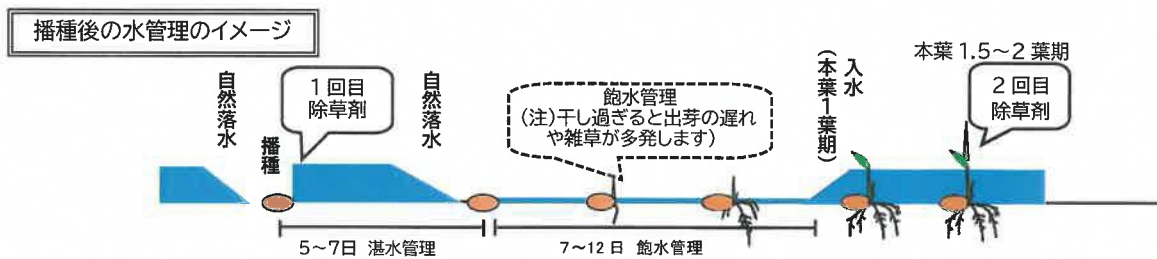 播種後の水管理のイメージ
自然落水
播種
1回目
除草剤
自然落水
飽水管理
(注)干し過ぎると出芽の遅れ
や雑草が多発します)
入水
(本葉1葉期)
本葉 1.5～2 葉期
2回目
除草剤
5～7日 湛水管理
7～12日 飽水管理